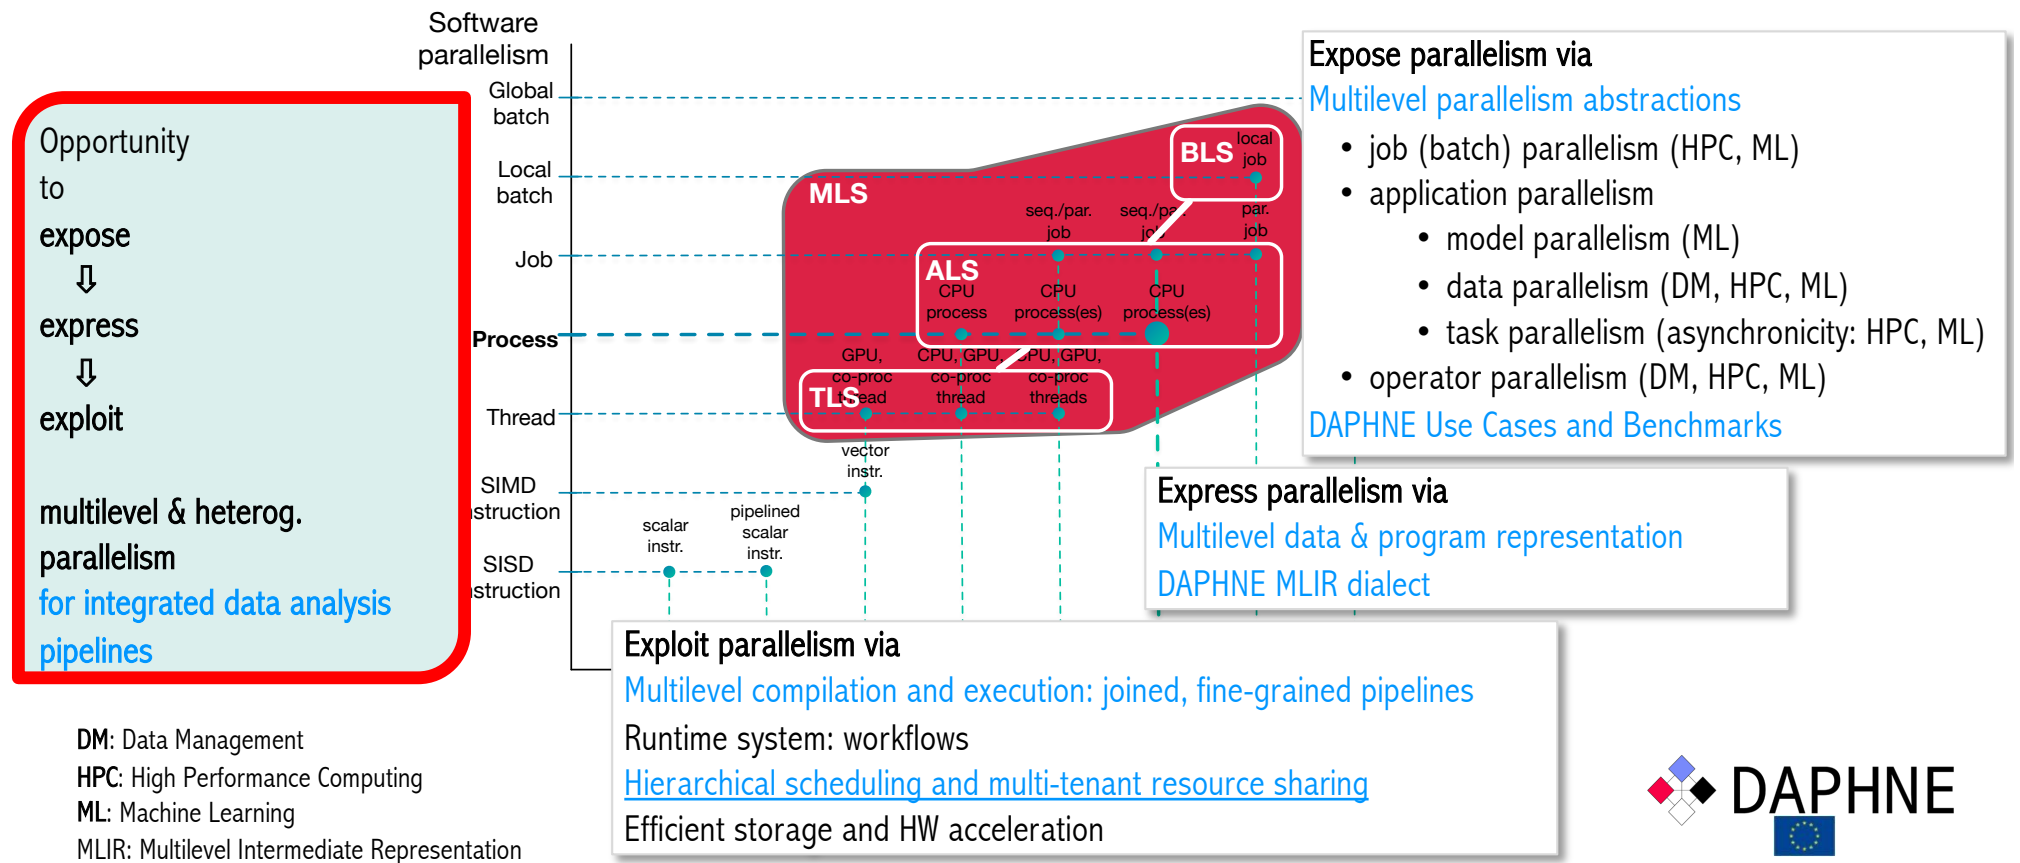 Software
parallelism
Global
batch
Local
batch
Job
Process
Thread
SIMD
struction
SISD
struction
Opportunity
to
expose
⇩
express
⇩
exploit
multilevel & heterog.
parallelism
for integrated data analysis
pipelines
MLS
BLS
local
job
seq./par.
job
seq./par.
job
par.
job
ALS
CPU
process
CPU
process(es)
CPU
process(es)
GPU,
co-proc
thread
CPU, GPU,
co-proc
thread
CPU, GPU,
co-proc
threads
TLS
vector
instr.
scalar
instr.
pipelined
scalar
instr.
Expose parallelism via
Multilevel parallelism abstractions
• job (batch) parallelism (HPC, ML)
• application parallelism
• model parallelism (ML)
• data parallelism (DM, HPC, ML)
• task parallelism (asynchronicity: HPC, ML)
• operator parallelism (DM, HPC, ML)
DAPHNE Use Cases and Benchmarks
Express parallelism via
Multilevel data & program representation
DAPHNE MLIR dialect
Exploit parallelism via
Multilevel compilation and execution: joined, fine-grained pipelines
Runtime system: workflows
Hierarchical scheduling and multi-tenant resource sharing
Efficient storage and HW acceleration
DM: Data Management
HPC: High Performance Computing
ML: Machine Learning
MLIR: Multilevel Intermediate Representation
DAPHNE